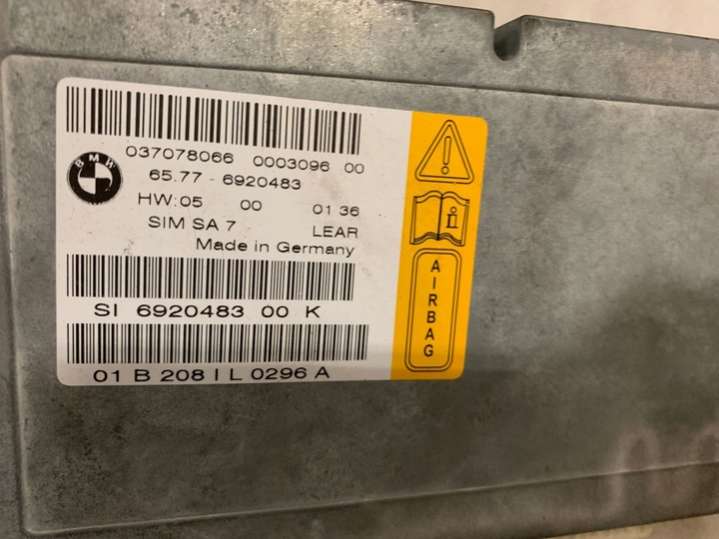 BMW
037078066 0003096 00
65.77 - 6920483
HW:05 00 01 36
SIM SA 7 LEAR
Made in Germany
SI 6920483 00 K
01 B 208 I L 0296 A
AIRBAG